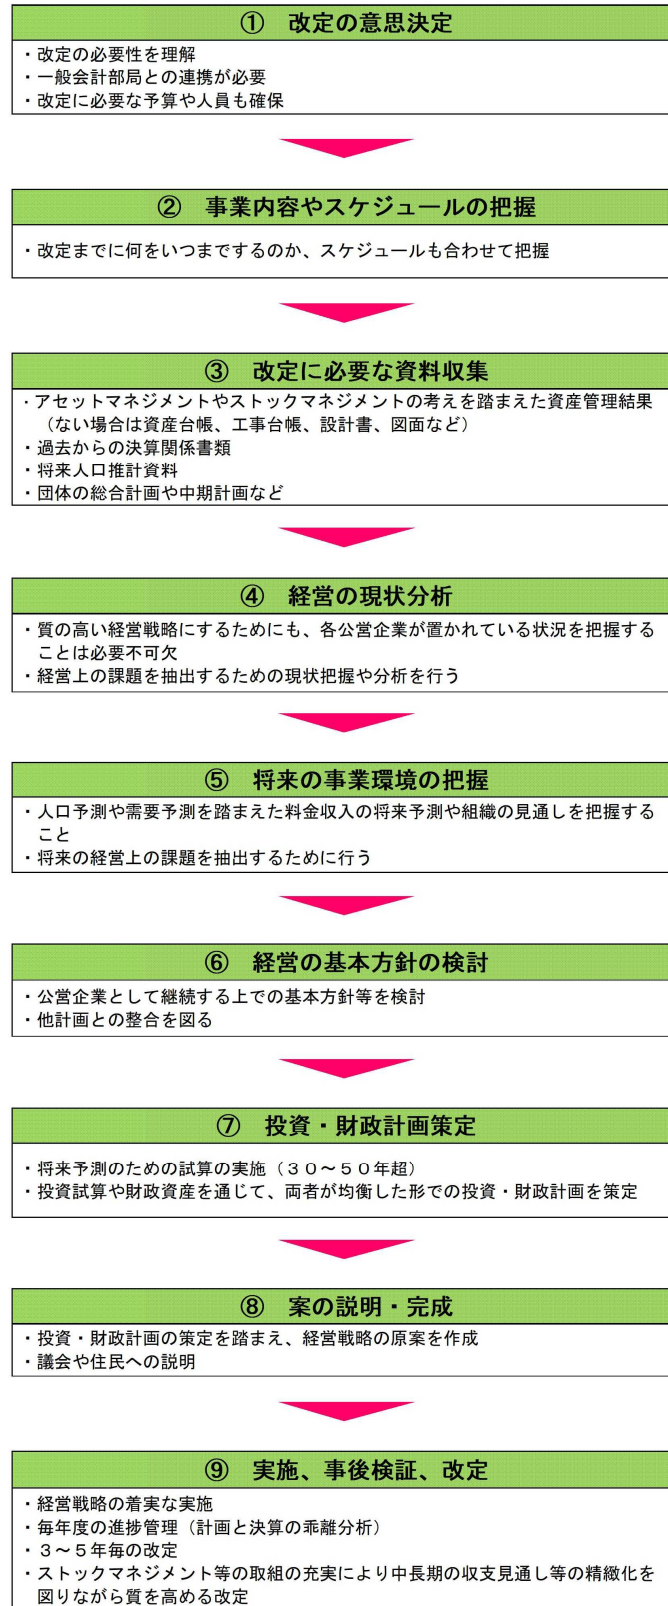 ① 改定の意思決定
・改定の必要性を理解
・一般会計部局との連携が必要
・改定に必要な予算や人員も確保
② 事業内容やスケジュールの把握
・改定までに何をいつまでするのか、スケジュールも合わせて把握
③ 改定に必要な資料収集
・アセットマネジメントやストックマネジメントの考えを踏まえた資産管理結果
（ない場合は資産台帳、工事台帳、設計書、図面など）
・過去からの決算関係書類
・将来人口推計資料
・団体の総合計画や中期計画など
④ 経営の現状分析
・質の高い経営戦略にするためにも、各公営企業が置かれている状況を把握する
ことは必要不可欠
・経営上の課題を抽出するための現状把握や分析を行う
⑤ 将来の事業環境の把握
・人口予測や需要予測を踏まえた料金収入の将来予測や組織の見通しを把握する
こと
・将来の経営上の課題を抽出するために行う
⑥ 経営の基本方針の検討
・公営企業として継続する上での基本方針等を検討
・他計画との整合を図る
⑦ 投資・財政計画策定
・将来予測のための試算の実施（３０～５０年超）
・投資試算や財政資産を通じて、両者が均衡した形での投資・財政計画を策定
⑧ 案の説明・完成
・投資・財政計画の策定を踏まえ、経営戦略の原案を作成
・議会や住民への説明
⑨ 実施、事後検証、改定
・経営戦略の着実な実施
・毎年度の進捗管理（計画と決算の乖離分析）
・３～５年毎の改定
・ストックマネジメント等の取組の充実により中長期の収支見通し等の精緻化を
図りながら質を高める改定